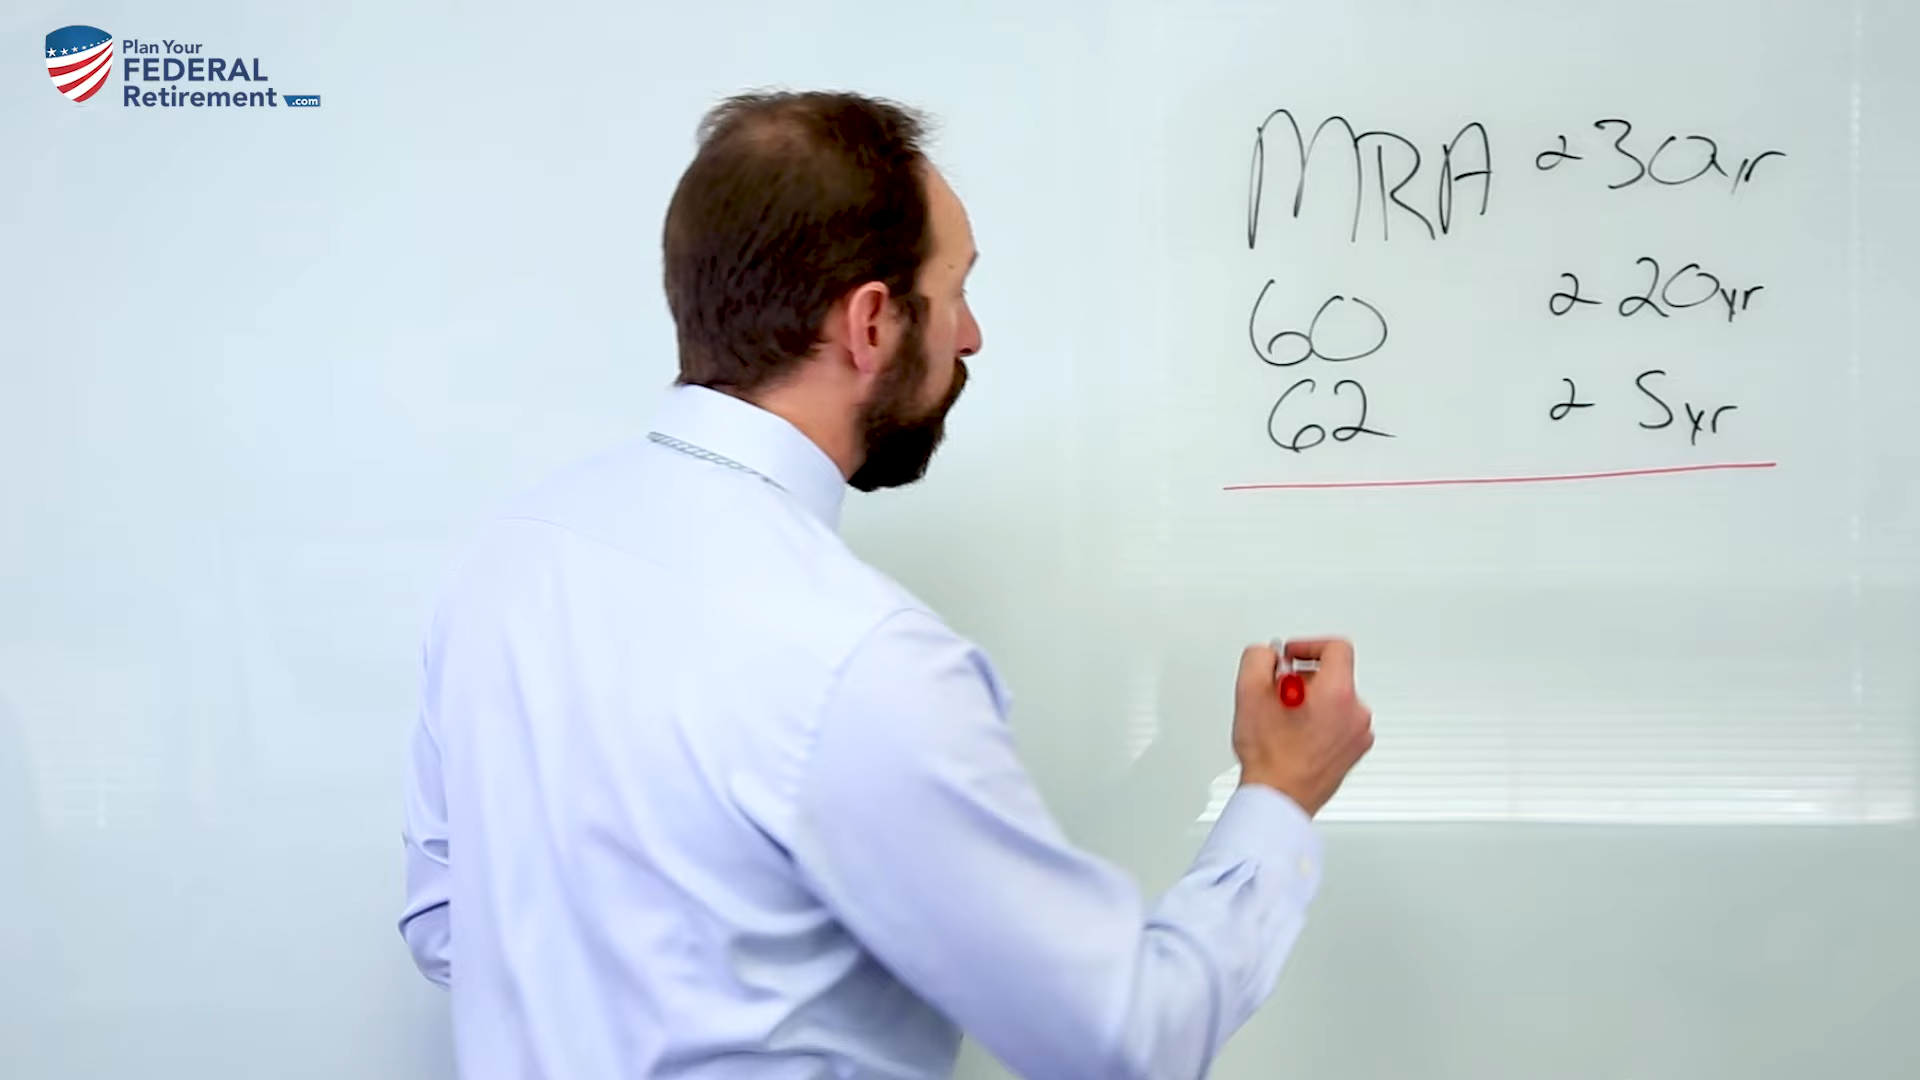 Plan Your
FEDERAL
Retirement .com
MRA & 30yr
60 & 20yr
62 & 5yr